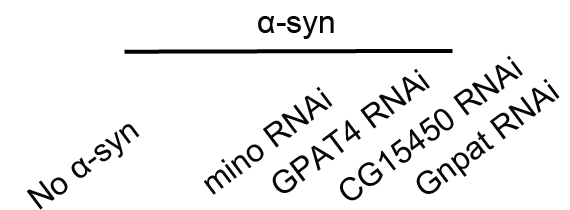 α-syn
No α-syn
mino RNAi
GPAT4 RNAi
CG15450 RNAi
Gnpat RNAi